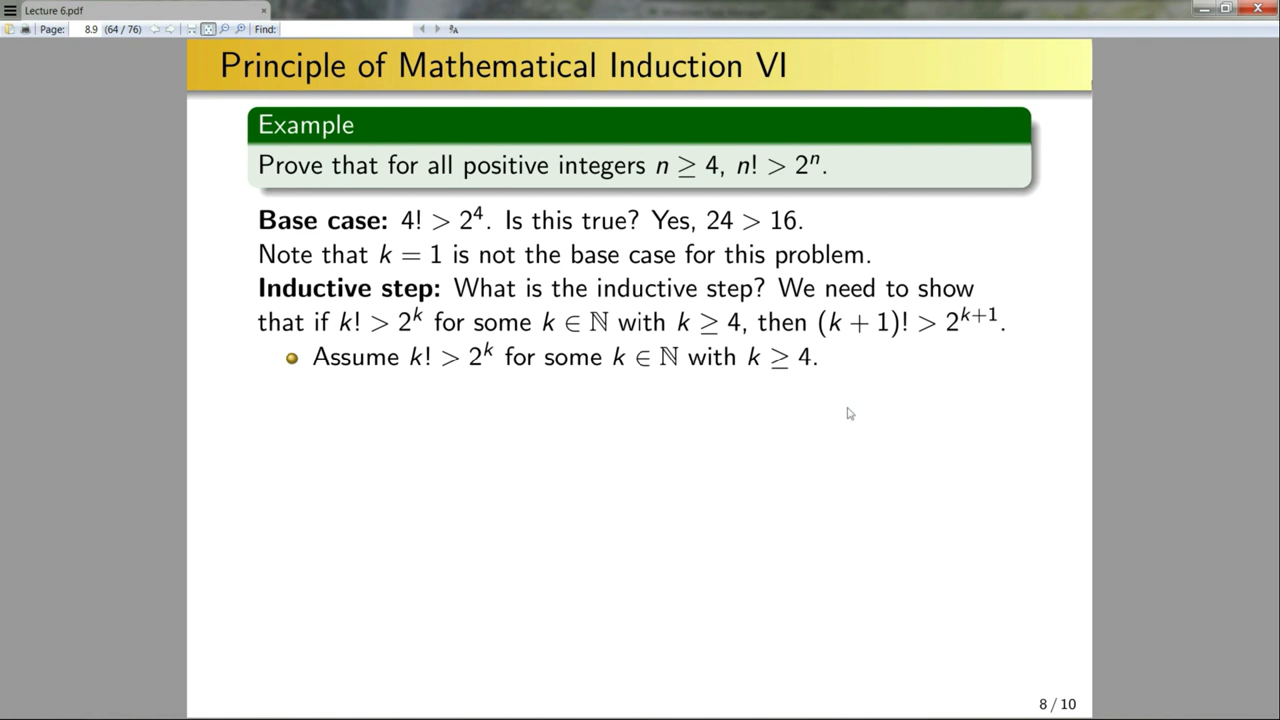 Lecture 6.pdf
Page: 8.9 (64 / 76) Find:
Principle of Mathematical Induction VI
Example
Prove that for all positive integers n ≥ 4, n! > 2ⁿ.
Base case: 4! > 2⁴. Is this true? Yes, 24 > 16.
Note that k = 1 is not the base case for this problem.
Inductive step: What is the inductive step? We need to show
that if k! > 2ᵏ for some k ∈ ℕ with k ≥ 4, then (k + 1)! > 2ᵏ⁺¹.
Assume k! > 2ᵏ for some k ∈ ℕ with k ≥ 4.
8 / 10